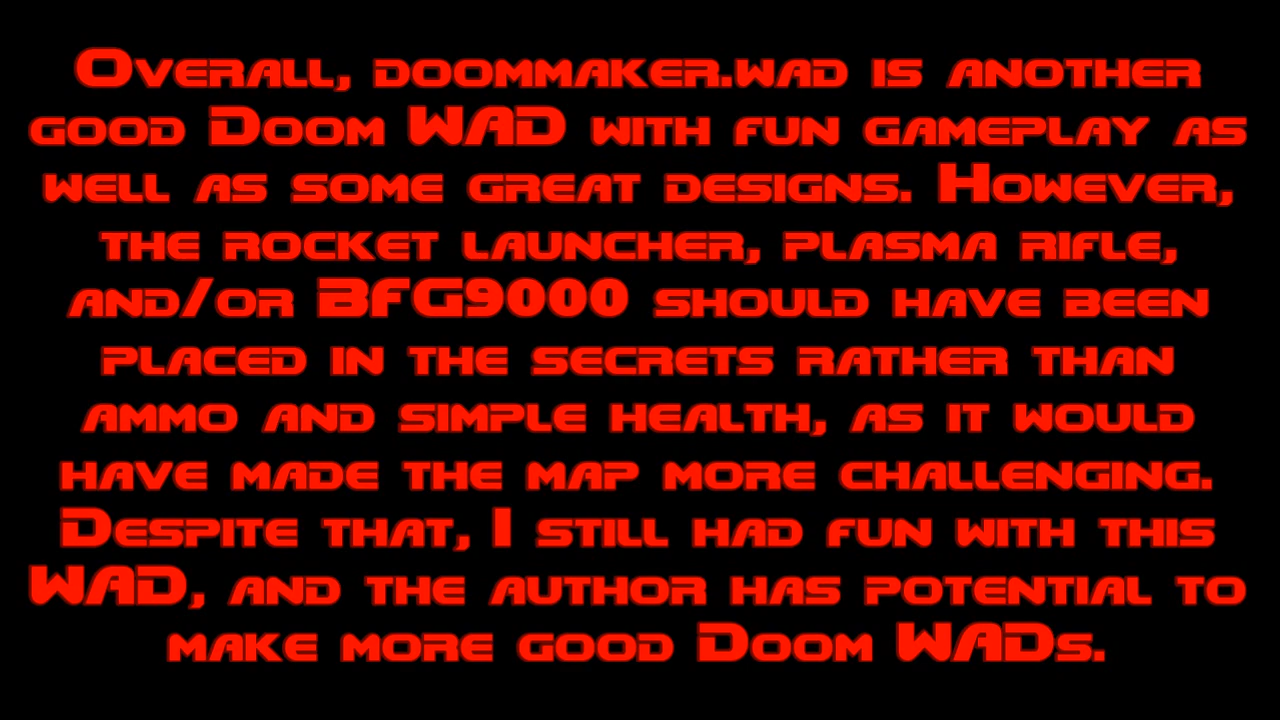 Overall, doommaker.wad is another
good Doom WAD with fun gameplay as
well as some great designs. However,
the rocket launcher, plasma rifle,
and/or BFG9000 should have been
placed in the secrets rather than
ammo and simple health, as it would
have made the map more challenging.
Despite that, I still had fun with this
WAD, and the author has potential to
make more good Doom WADs.